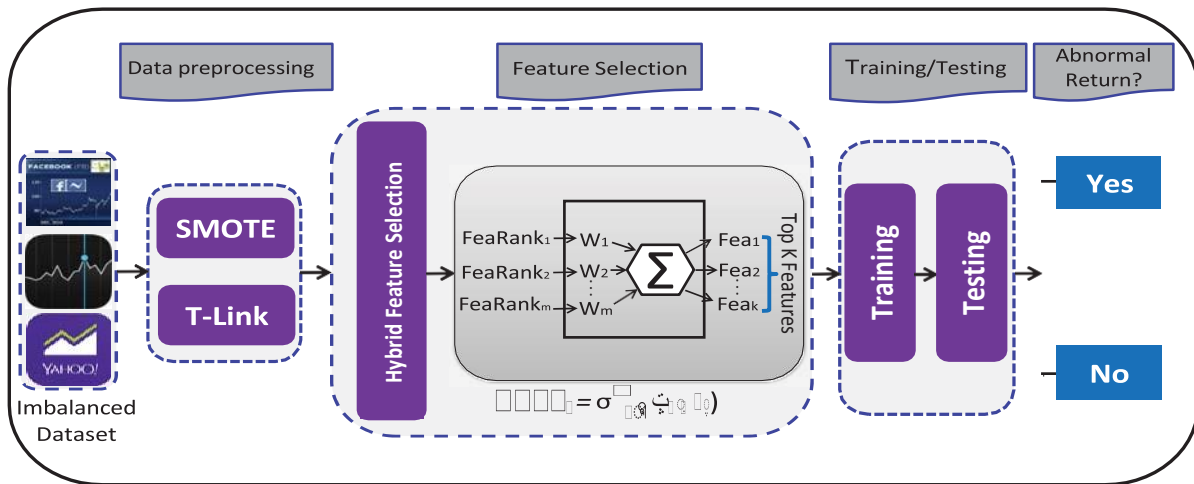 Data preprocessing
Feature Selection
Training/Testing
Abnormal
Return?
FACEBOOK
YAHOO!
Imbalanced
Dataset
SMOTE
T-Link
Hybrid Feature Selection
FeaRank₁
FeaRank₂
FeaRankₘ
W₁
W₂
Wₘ
Σ
Fea₁
Fea₂
Feaₖ
Top K Features
Training
Testing
Yes
No